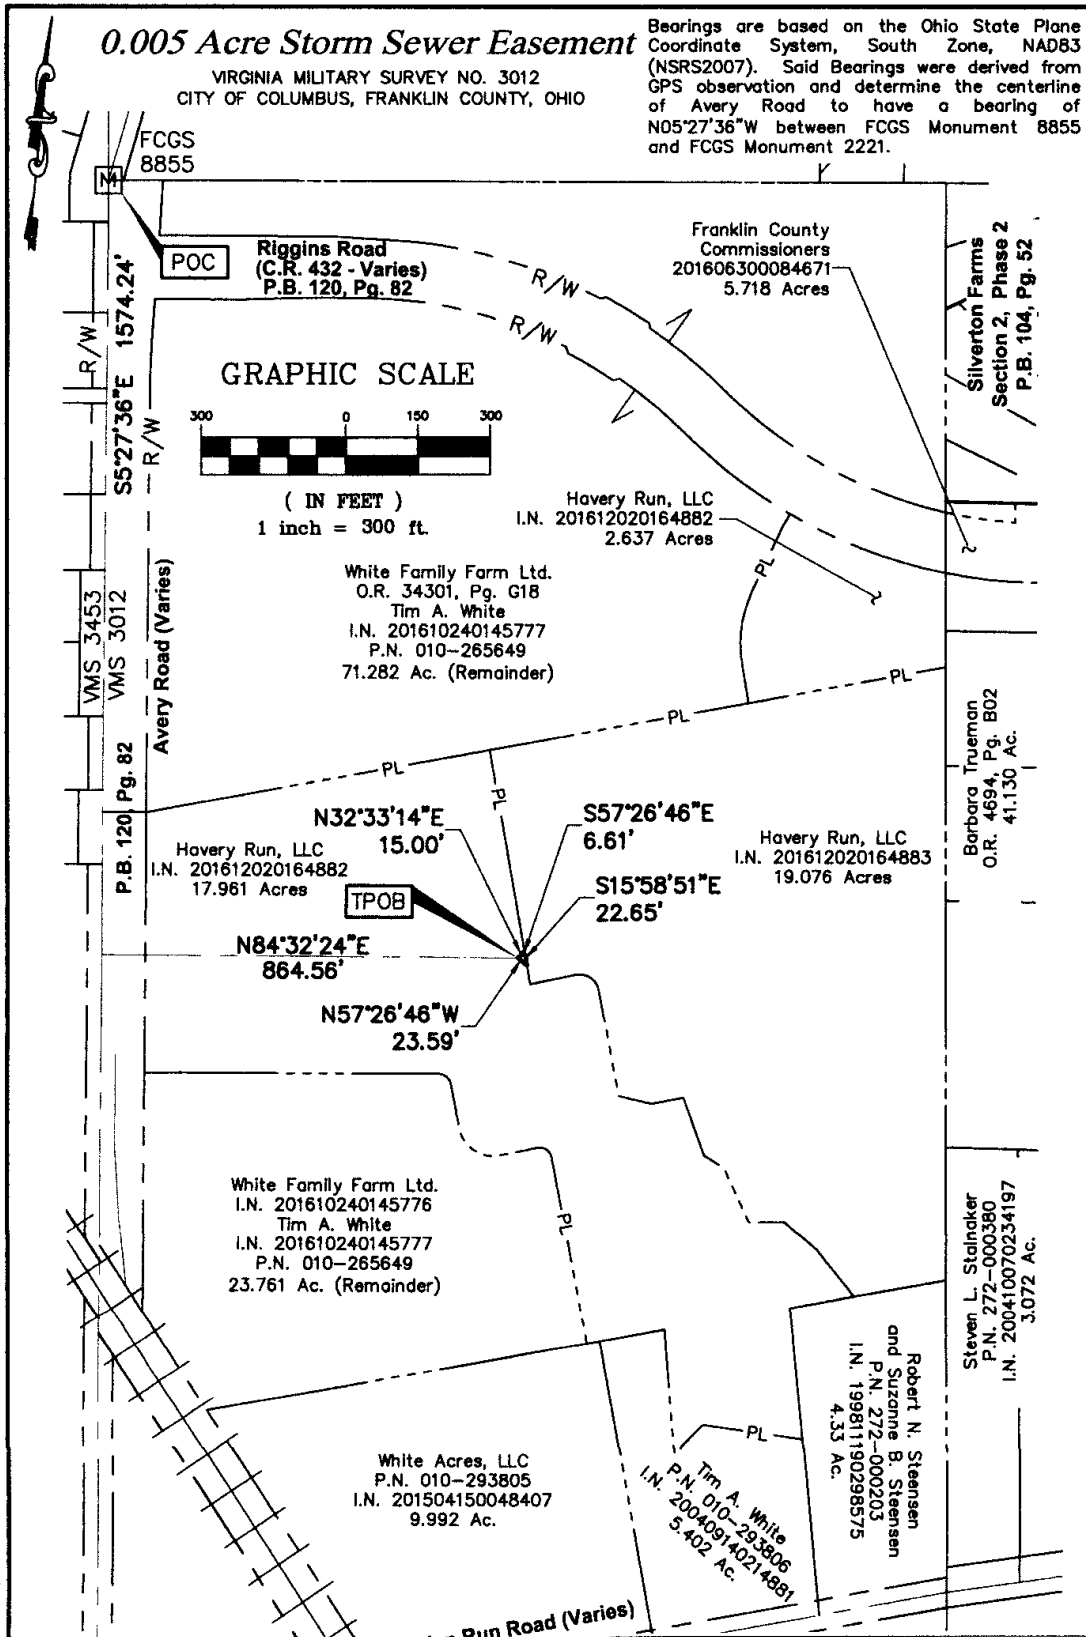 0.005 Acre Storm Sewer Easement
VIRGINIA MILITARY SURVEY NO. 3012
CITY OF COLUMBUS, FRANKLIN COUNTY, OHIO
Bearings are based on the Ohio State Plane
Coordinate System, South Zone, NAD83
(NSRS2007). Said Bearings were derived from
GPS observation and determine the centerline
of Avery Road to have a bearing of
N05°27'36"W between FCGS Monument 8855
and FCGS Monument 2221.
FCGS
8855
M
POC
Riggins Road
(C.R. 432 - Varies)
P.B. 120, Pg. 82
R/W
R/W
Franklin County
Commissioners
201606300084671
5.718 Acres
Silverton Farms
Section 2, Phase 2
P.B. 104, Pg. 52
S5°27'36"E 1574.24'
R/W
R/W
GRAPHIC SCALE
300 0 150 300
( IN FEET )
1 inch = 300 ft.
Havery Run, LLC
I.N. 201612020164882
2.637 Acres
PL
White Family Farm Ltd.
O.R. 34301, Pg. G18
Tim A. White
I.N. 201610240145777
P.N. 010-265649
71.282 Ac. (Remainder)
VMS 3453
VMS 3012
Avery Road (Varies)
P.B. 120, Pg. 82
PL
PL
PL
PL
Barbara Trueman
O.R. 4694, Pg. B02
41.130 Ac.
N32°33'14"E
15.00'
S57°26'46"E
6.61'
Havery Run, LLC
I.N. 201612020164882
17.961 Acres
Havery Run, LLC
I.N. 201612020164883
19.076 Acres
TPOB
S15°58'51"E
22.65'
N84°32'24"E
864.56'
N57°26'46"W
23.59'
White Family Farm Ltd.
I.N. 201610240145776
Tim A. White
I.N. 201610240145777
P.N. 010-265649
23.761 Ac. (Remainder)
PL
Steven L. Stalnaker
P.N. 272-000380
I.N. 200410070234197
3.072 Ac.
Robert N. Steensen
and Suzanne B. Steensen
P.N. 272-000203
I.N. 199811190298575
4.33 Ac.
White Acres, LLC
P.N. 010-293805
I.N. 201504150048407
9.992 Ac.
PL
Tim A. White
P.N. 010-293806
I.N. 200409140214881
5.402 Ac.
Run Road (Varies)